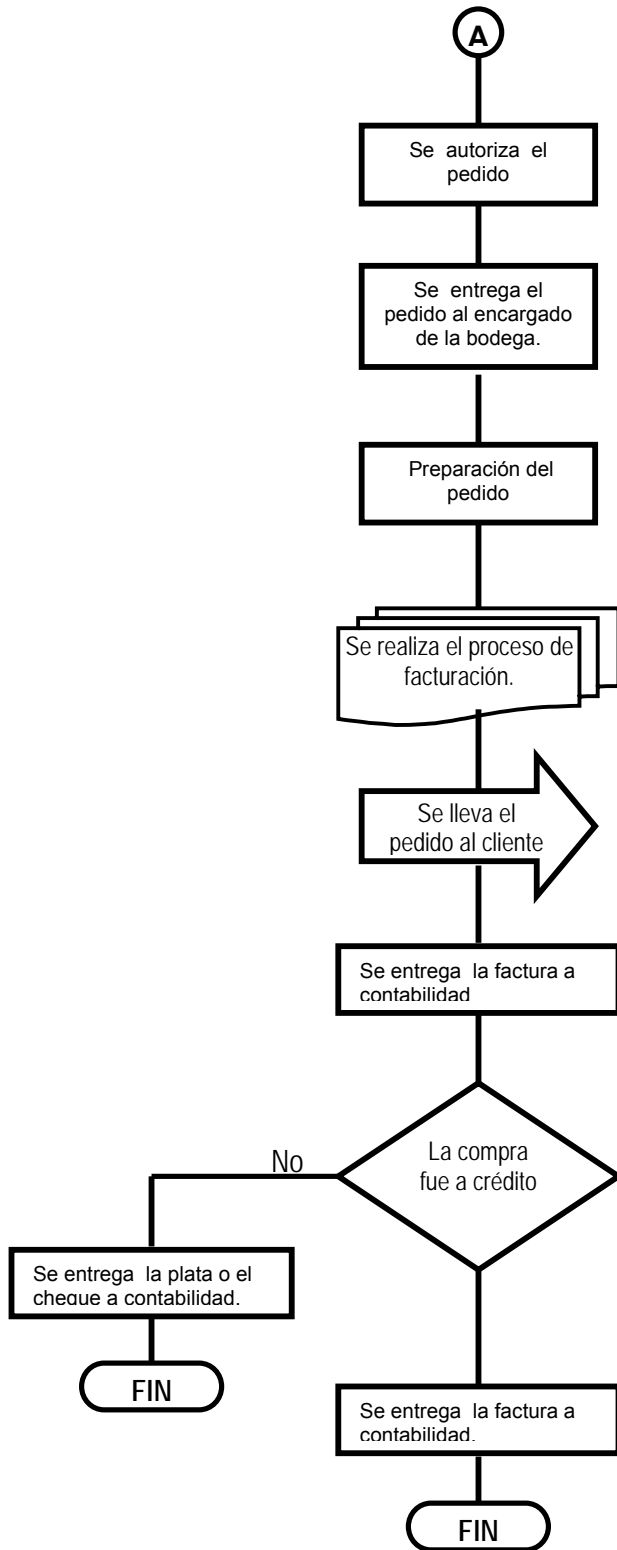 A
Se autoriza el
pedido
Se entrega el
pedido al encargado
de la bodega.
Preparación del
pedido
Se realiza el proceso de
facturación.
Se lleva el
pedido al cliente
Se entrega la factura a
contabilidad
La compra
fue a crédito
No
Se entrega la plata o el
cheque a contabilidad.
FIN
Se entrega la factura a
contabilidad.
FIN